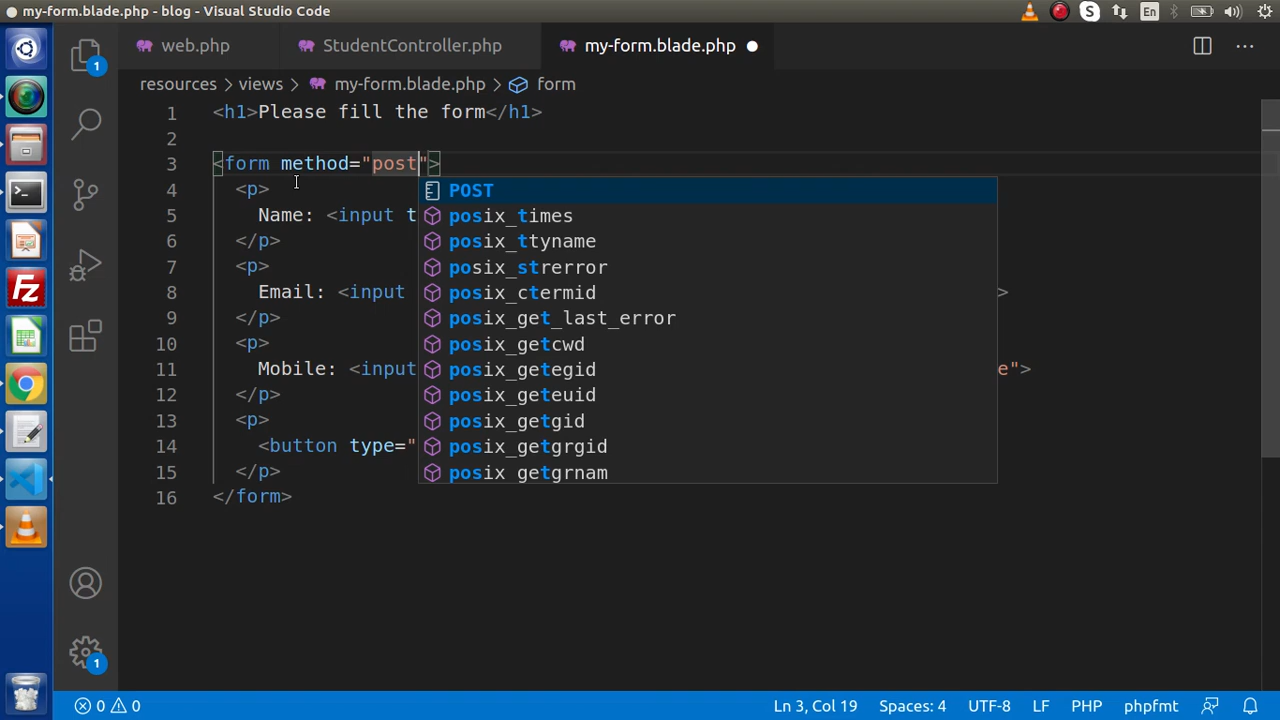 my-form.blade.php - blog - Visual Studio Code
En
web.php
StudentController.php
my-form.blade.php
resources > views > my-form.blade.php > form
1 <h1>Please fill the form</h1>
2
3 <form method="post">
4 <p>
POST
5 Name: <input t
posix_times
6 </p>
posix_ttyname
7 <p>
posix_strerror
8 Email: <input >
posix_ctermid
9 </p>
posix_get_last_error
10 <p>
posix_getcwd
11 Mobile: <input e">
posix_getegid
12 </p>
posix_geteuid
13 <p>
posix_getgid
14 <button type="
posix_getgrgid
15 </p>
posix_getgrnam
16 </form>
1
1
Fz
S
0 0
Ln 3, Col 19 Spaces: 4 UTF-8 LF PHP phpfmt